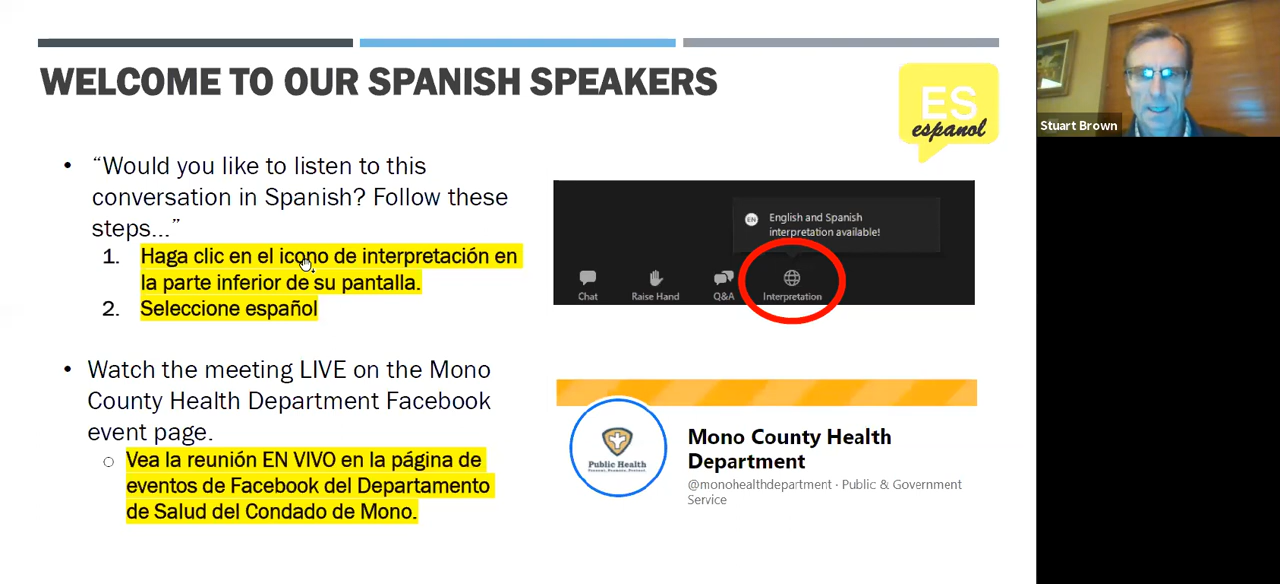 WELCOME TO OUR SPANISH SPEAKERS
ES
espanol
• “Would you like to listen to this
conversation in Spanish? Follow these
steps...”
1. Haga clic en el icono de interpretación en
la parte inferior de su pantalla.
2. Seleccione español
EN English and Spanish
interpretation available!
Chat Raise Hand Q&A Interpretation
• Watch the meeting LIVE on the Mono
County Health Department Facebook
event page.
○ Vea la reunión EN VIVO en la página de
eventos de Facebook del Departamento
de Salud del Condado de Mono.
Public Health
Mono County Health
Department
@monohealthdepartment · Public & Government
Service
Stuart Brown